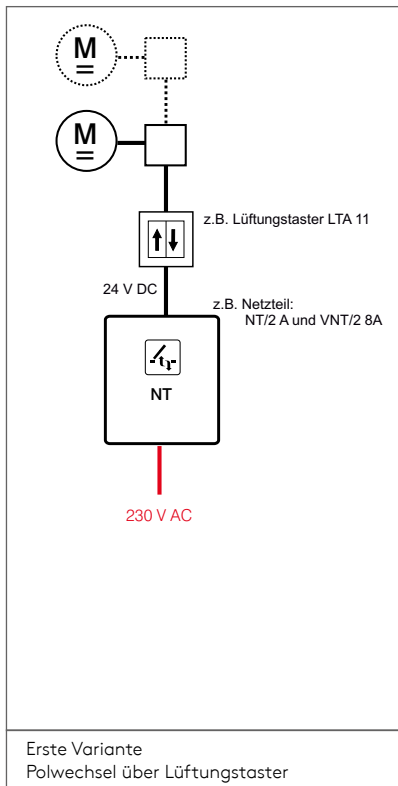 M
M
z.B. Lüftungstaster LTA 11
24 V DC
z.B. Netzteil:
NT/2 A und VNT/2 8A
NT
230 V AC
Erste Variante
Polwechsel über Lüftungstaster